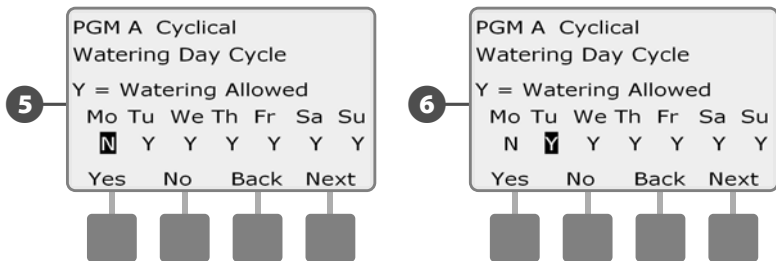 PGM A Cyclical
Watering Day Cycle
Y = Watering Allowed
Mo Tu We Th Fr Sa Su
N Y Y Y Y Y Y
Yes No Back Next
5
PGM A Cyclical
Watering Day Cycle
Y = Watering Allowed
Mo Tu We Th Fr Sa Su
N Y Y Y Y Y Y
Yes No Back Next
6